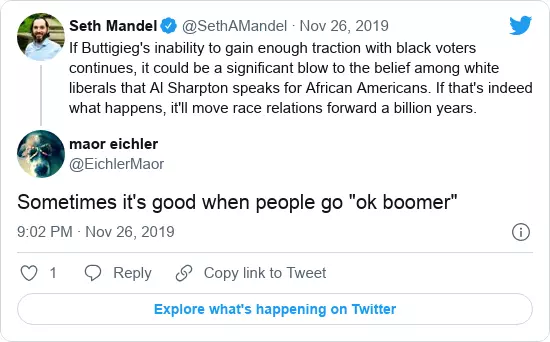 Seth Mandel @SethAMandel · Nov 26, 2019
If Buttigieg's inability to gain enough traction with black voters
continues, it could be a significant blow to the belief among white
liberals that Al Sharpton speaks for African Americans. If that's indeed
what happens, it'll move race relations forward a billion years.
maor eichler
@EichlerMaor
Sometimes it's good when people go "ok boomer"
9:02 PM · Nov 26, 2019
1 Reply Copy link to Tweet
Explore what's happening on Twitter